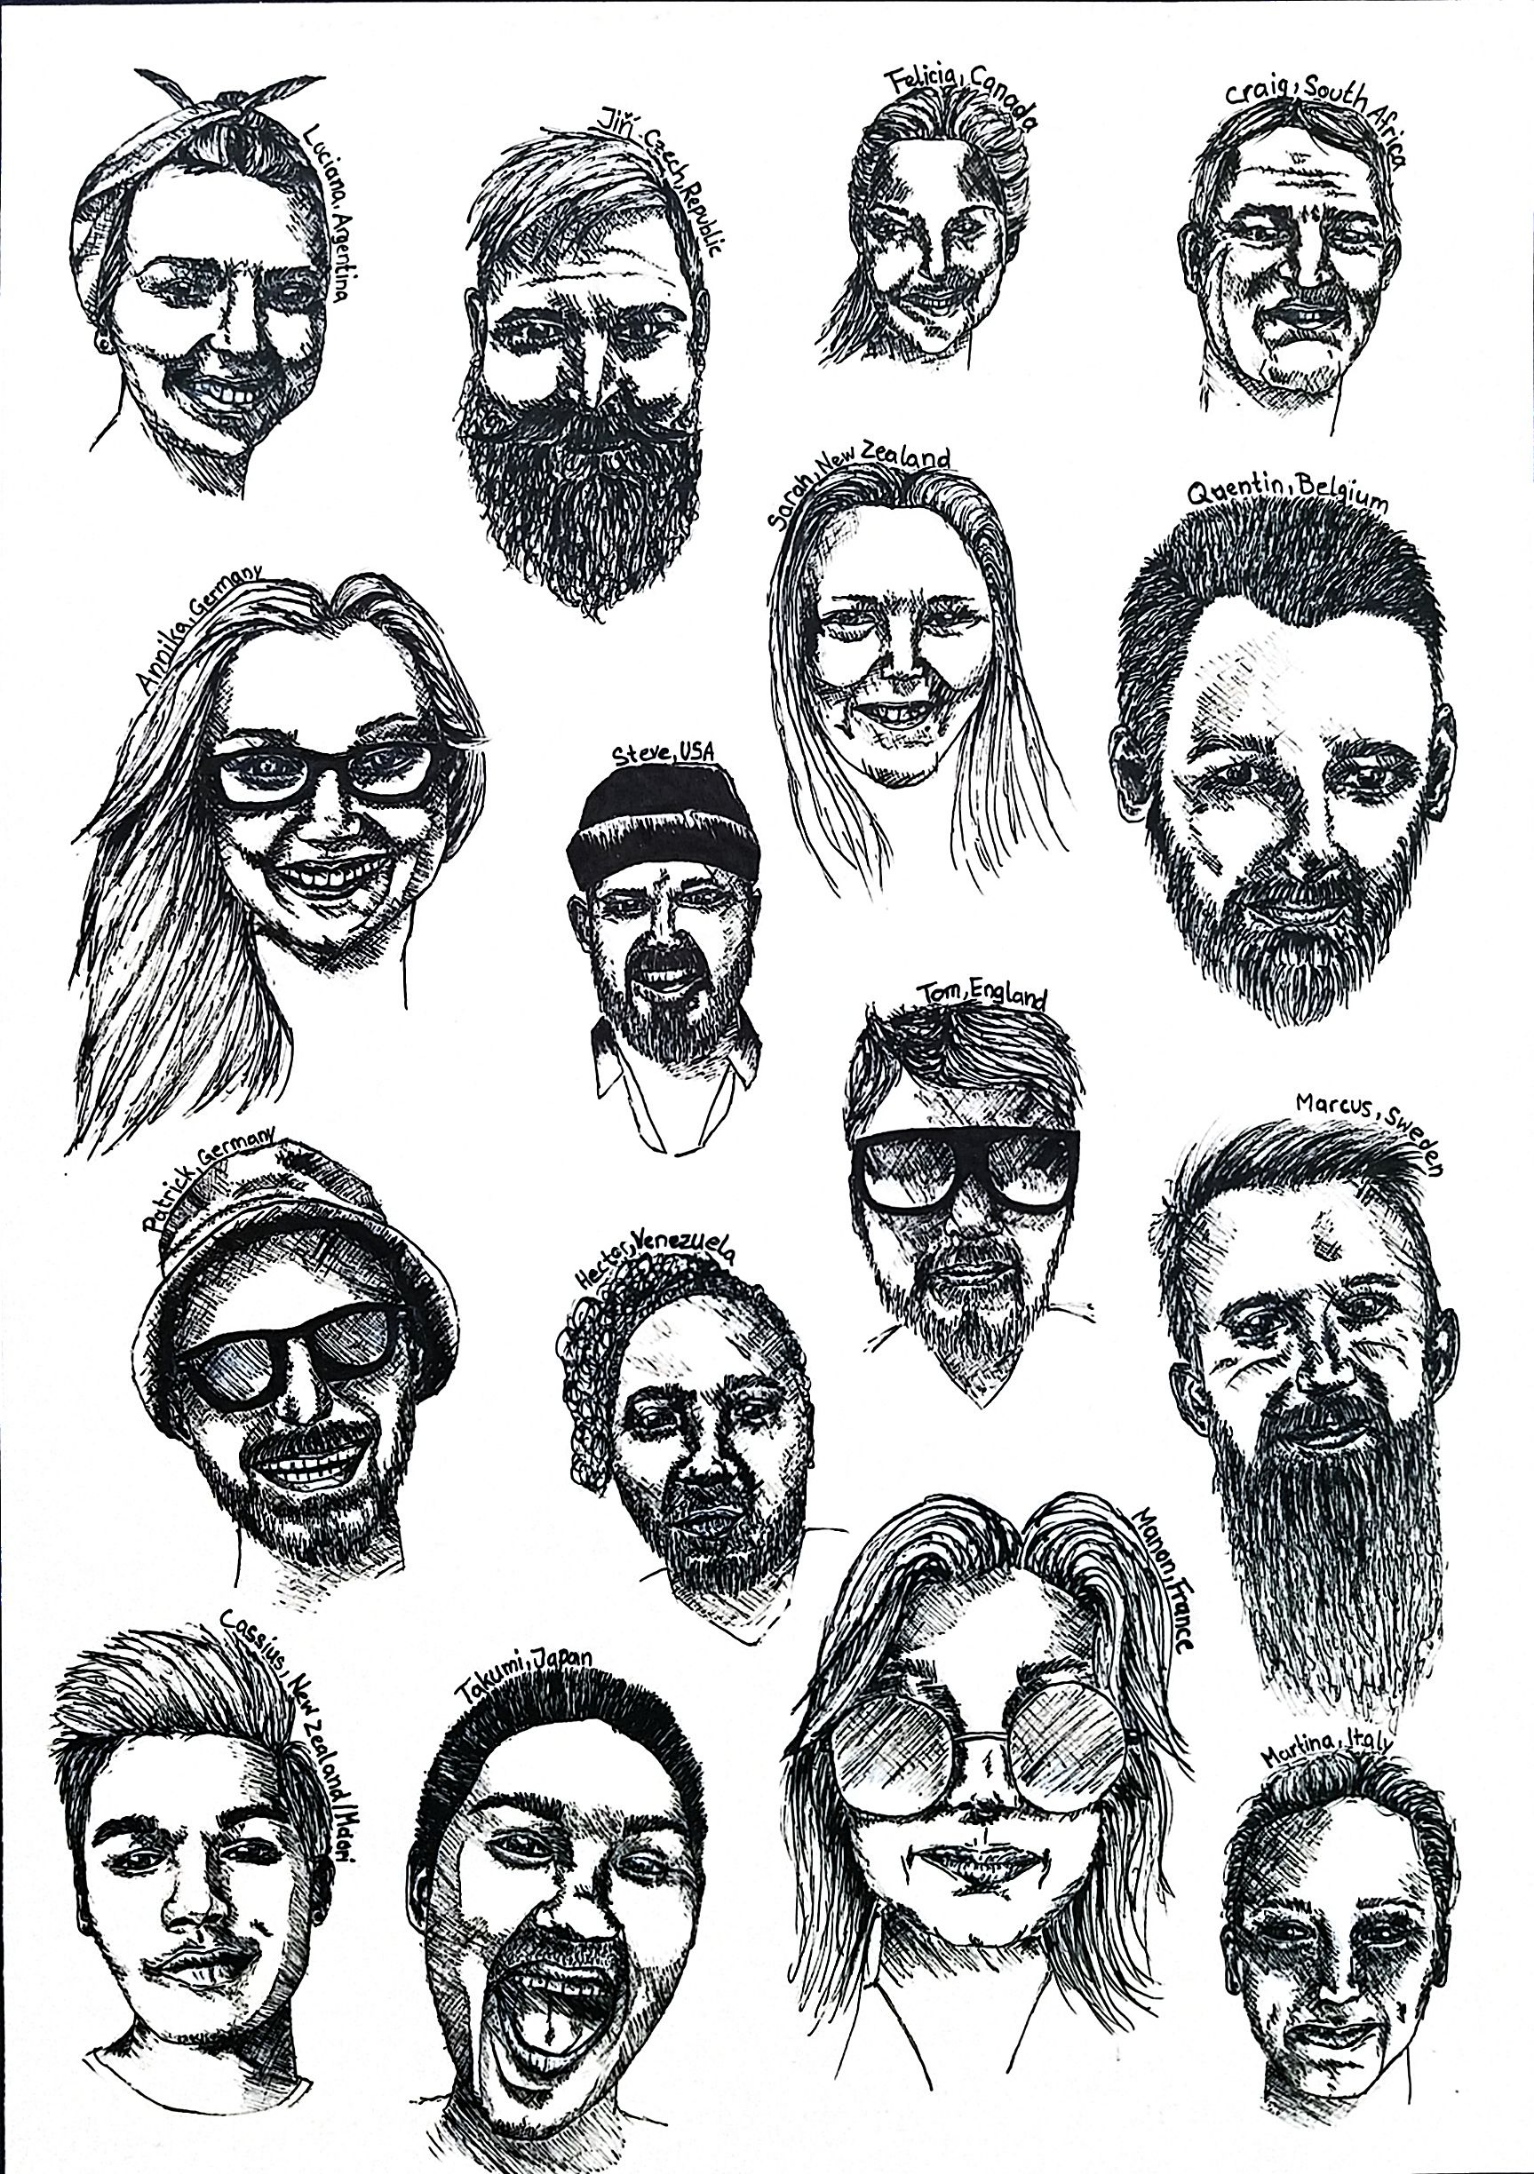 Luciana, Argentina
Jiří Czech, Republic
Felicia, Canada
Craig, South Africa
Sarah, New Zealand
Quentin, Belgium
Annika, Germany
Steve, USA
Tom, England
Marcus, Sweden
Patrick, Germany
Hector, Venezuela
Manon, France
Cassius, New Zealand/Māori
Takumi, Japan
Martina, Italy